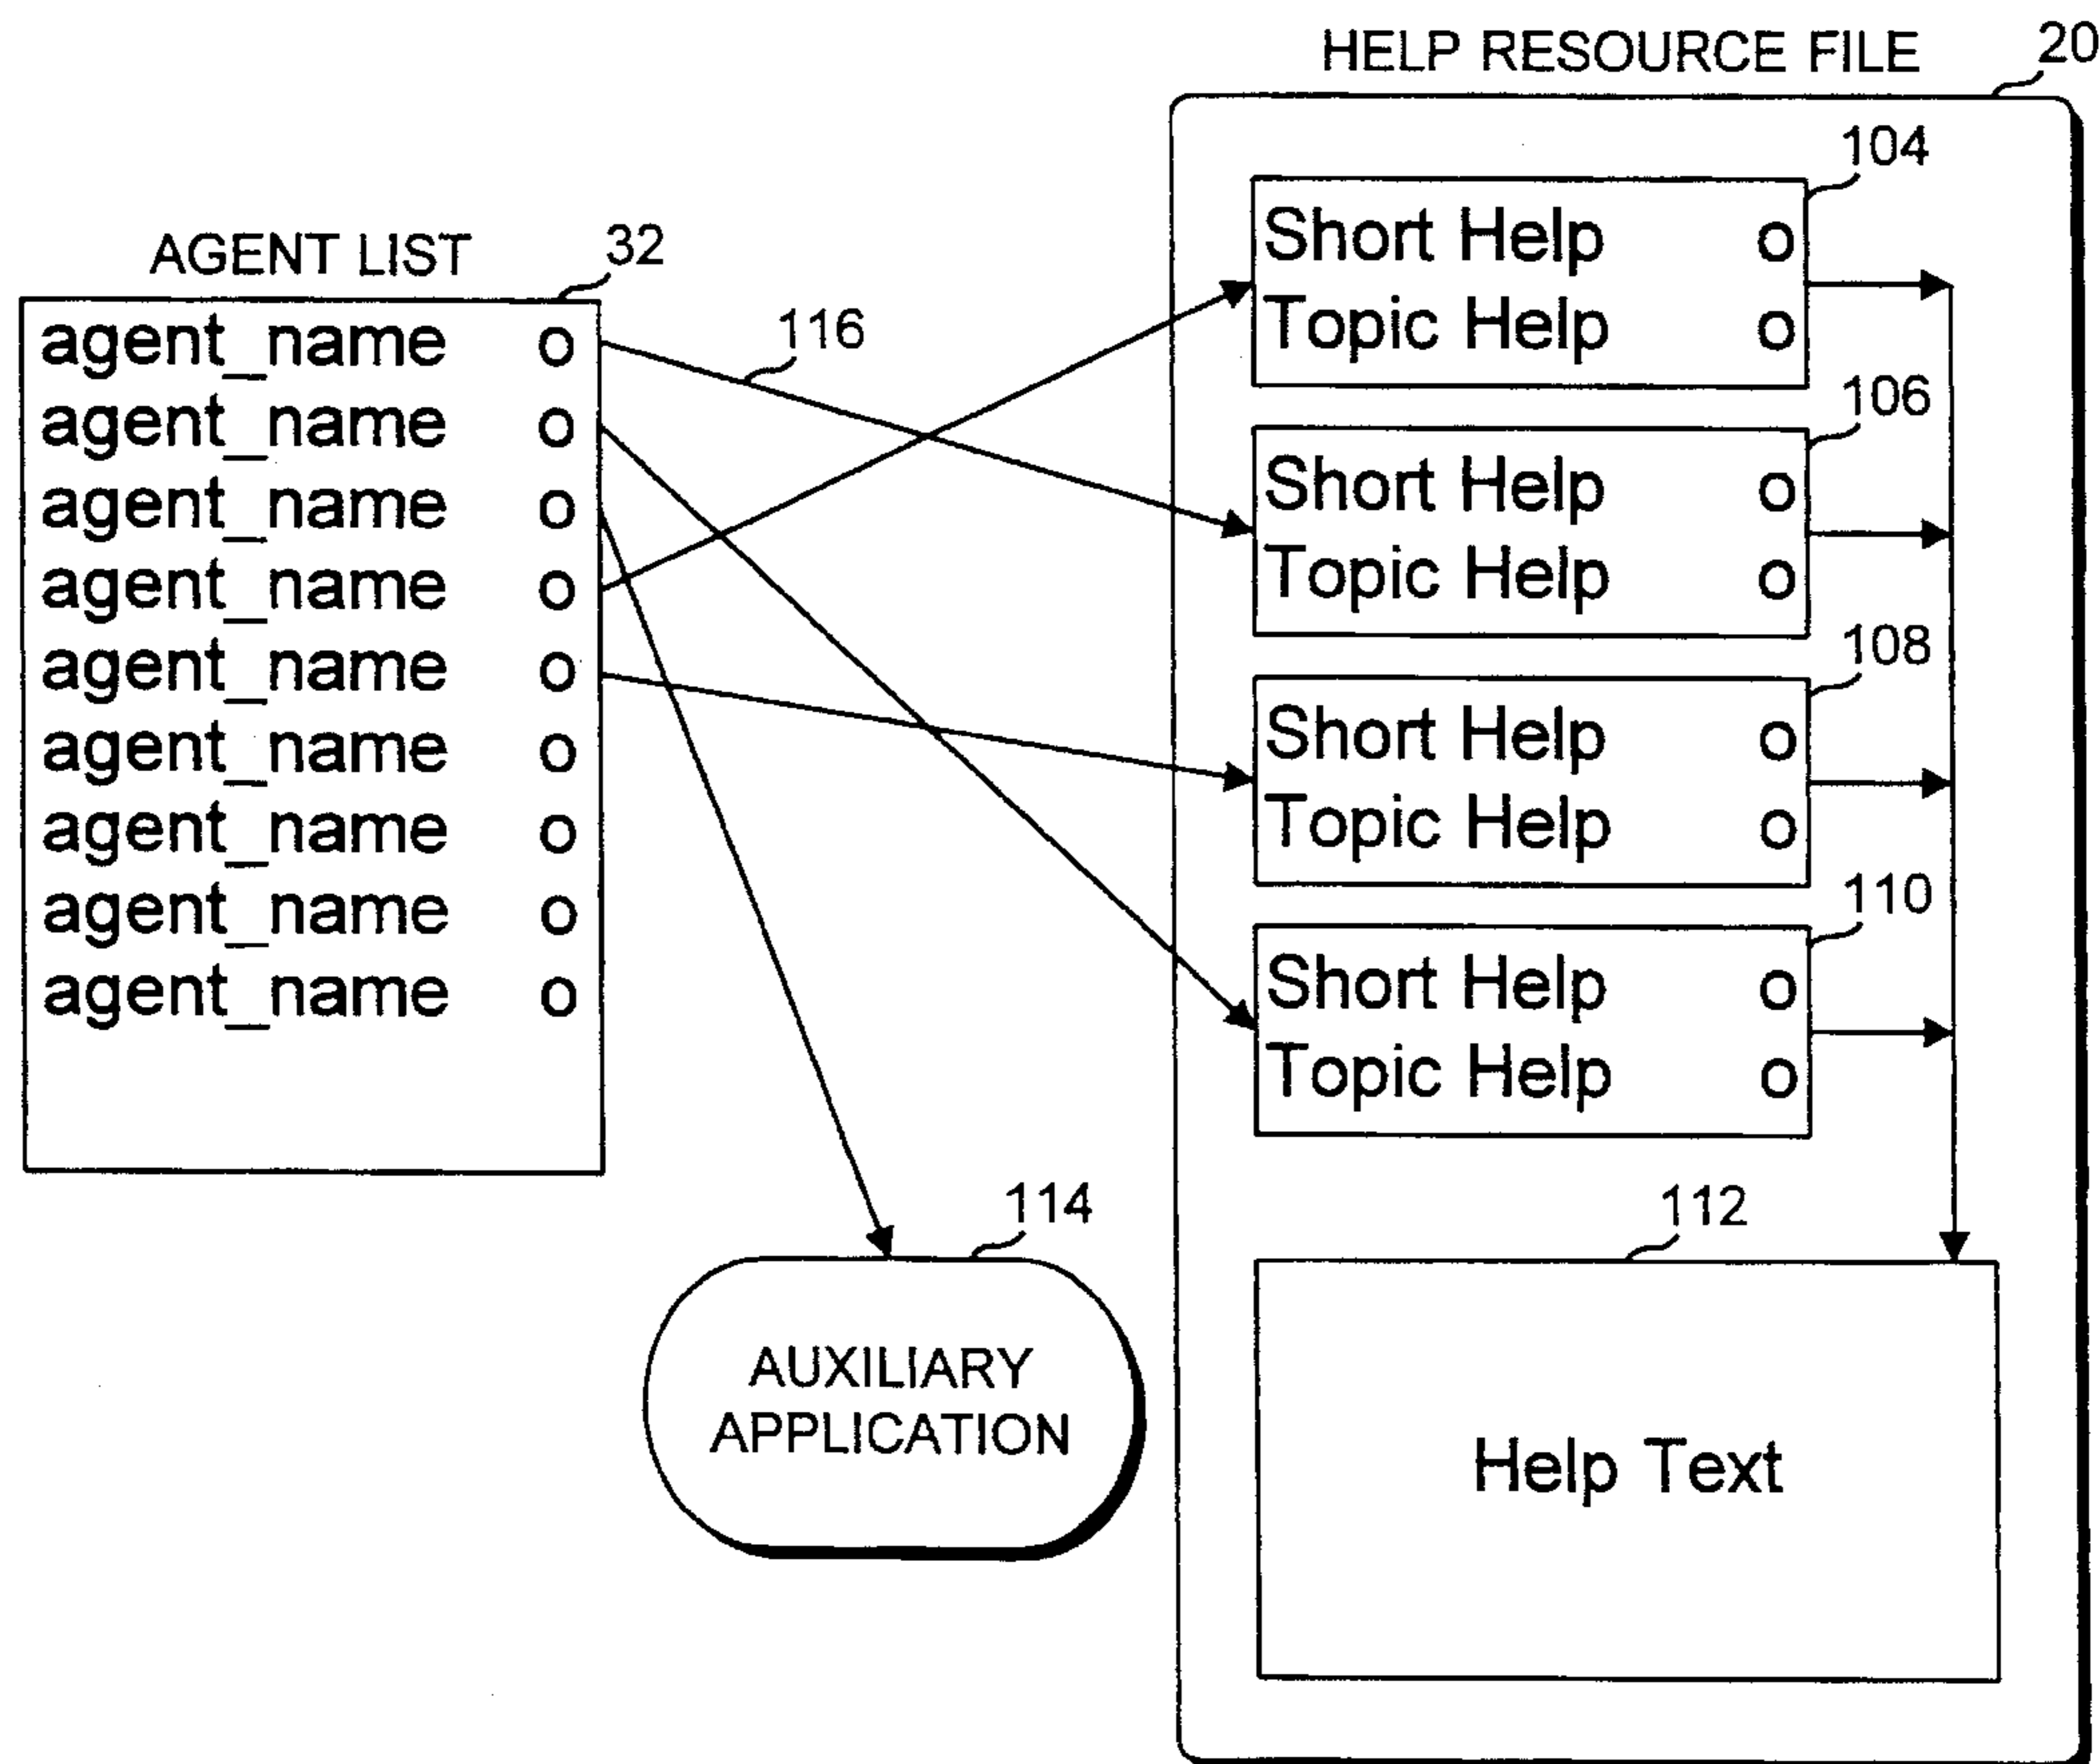 HELP RESOURCE FILE
20
AGENT LIST
32
agent_name o
agent_name o
agent_name o
agent_name o
agent_name o
agent_name o
agent_name o
agent_name o
agent_name o
116
104
Short Help o
Topic Help o
106
Short Help o
Topic Help o
108
Short Help o
Topic Help o
110
Short Help o
Topic Help o
114
AUXILIARY
APPLICATION
112
Help Text